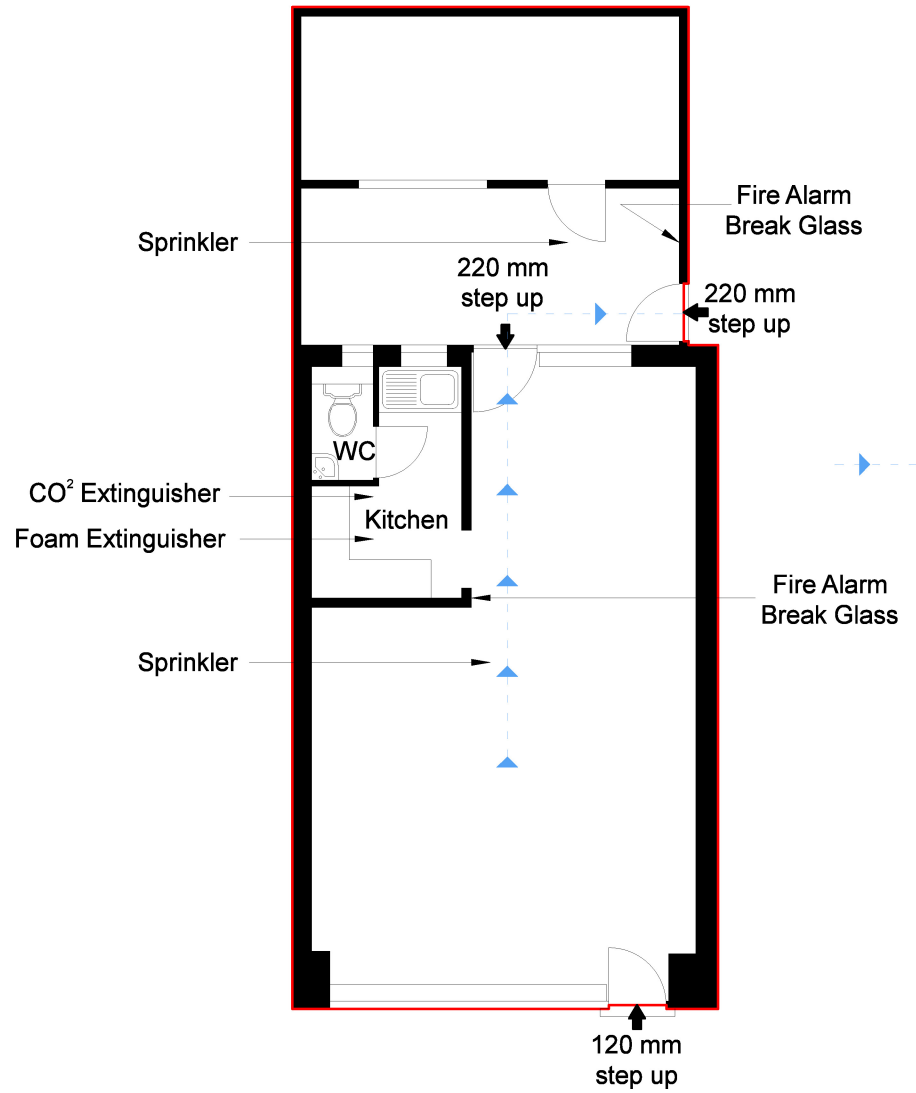 Fire Alarm
Break Glass
Sprinkler
220 mm
step up
220 mm
step up
WC
CO² Extinguisher
Kitchen
Foam Extinguisher
Fire Alarm
Break Glass
Sprinkler
120 mm
step up